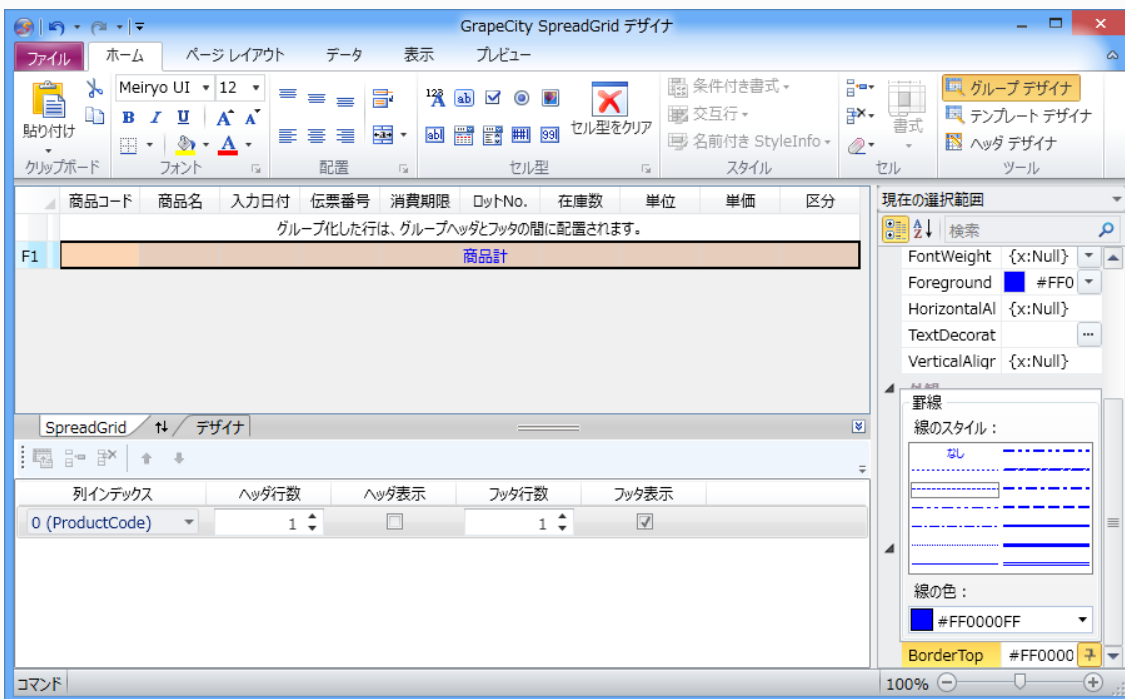 GrapeCity SpreadGrid デザイナ
ファイル ホーム ページ レイアウト データ 表示 プレビュー
貼り付け
クリップボード
Meiryo UI 12
B I U A A
A
フォント
配置
123 ab
ab 99
セル型をクリア
セル型
条件付き書式
交互行
名前付き StyleInfo
スタイル
書式
セル
グループ デザイナ
テンプレート デザイナ
ヘッダ デザイナ
ツール
商品コード 商品名 入力日付 伝票番号 消費期限 ロットNo. 在庫数 単位 単価 区分
グループ化した行は、グループヘッダとフッタの間に配置されます。
F1 商品計
SpreadGrid デザイナ
列インデックス ヘッダ行数 ヘッダ表示 フッタ行数 フッタ表示
0 (ProductCode) 1 1
現在の選択範囲
検索
FontWeight {x:Null}
Foreground #FF0
HorizontalAl {x:Null}
TextDecorat ...
VerticalAligr {x:Null}
罫線
線のスタイル：
なし
線の色：
#FF0000FF
BorderTop #FF0000
コマンド 100%